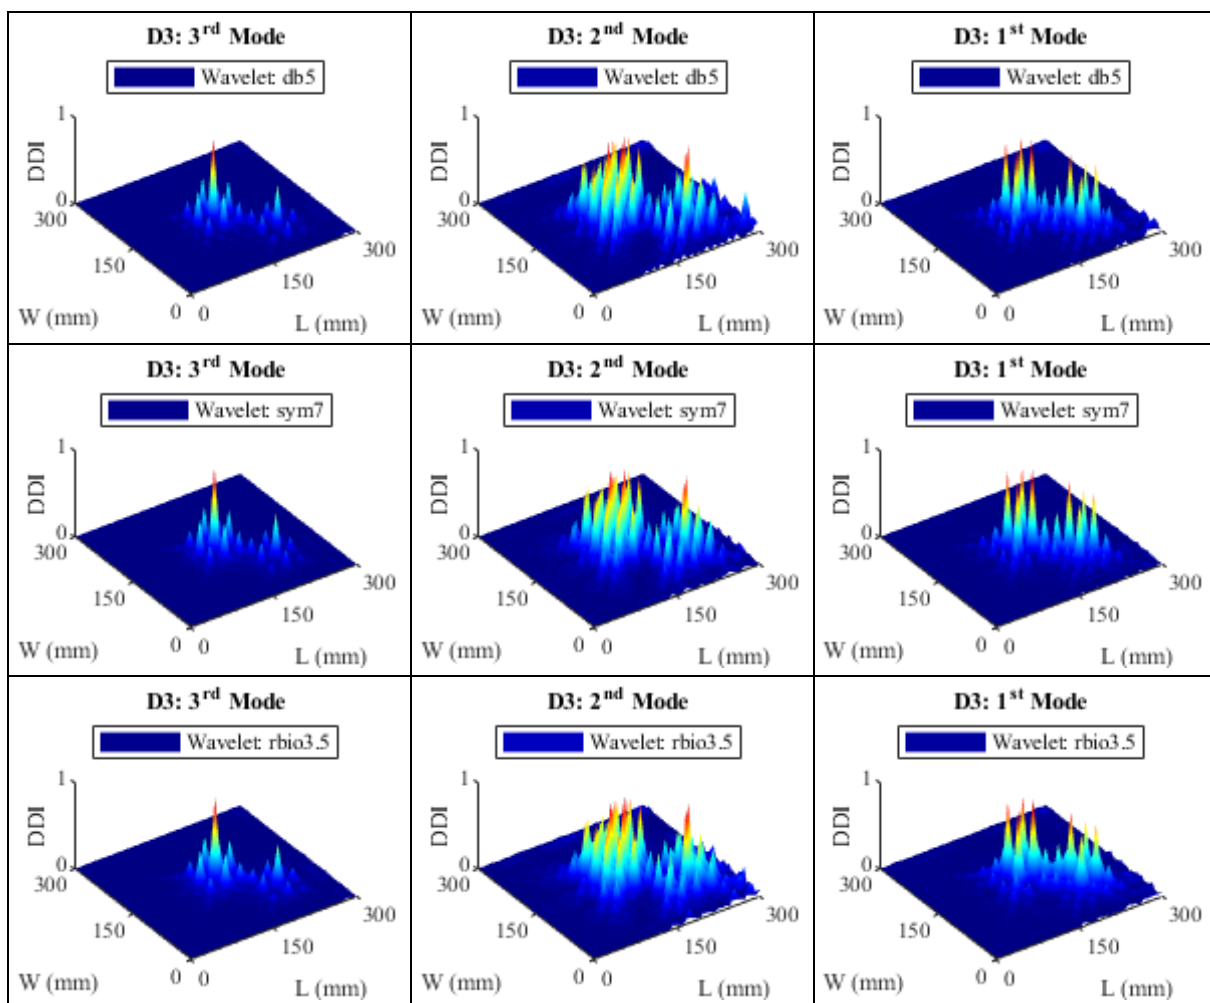 D3: 3rd Mode
Wavelet: db5
1
DDI
0
300
150
0
W (mm)
0
150
300
L (mm)
D3: 2nd Mode
Wavelet: db5
1
DDI
0
300
150
0
W (mm)
0
150
300
L (mm)
D3: 1st Mode
Wavelet: db5
1
DDI
0
300
150
0
W (mm)
0
150
300
L (mm)
D3: 3rd Mode
Wavelet: sym7
1
DDI
0
300
150
0
W (mm)
0
150
300
L (mm)
D3: 2nd Mode
Wavelet: sym7
1
DDI
0
300
150
0
W (mm)
0
150
300
L (mm)
D3: 1st Mode
Wavelet: sym7
1
DDI
0
300
150
0
W (mm)
0
150
300
L (mm)
D3: 3rd Mode
Wavelet: rbio3.5
1
DDI
0
300
150
0
W (mm)
0
150
300
L (mm)
D3: 2nd Mode
Wavelet: rbio3.5
1
DDI
0
300
150
0
W (mm)
0
150
300
L (mm)
D3: 1st Mode
Wavelet: rbio3.5
1
DDI
0
300
150
0
W (mm)
0
150
300
L (mm)